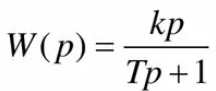 W(p) = kp / (Tp + 1)